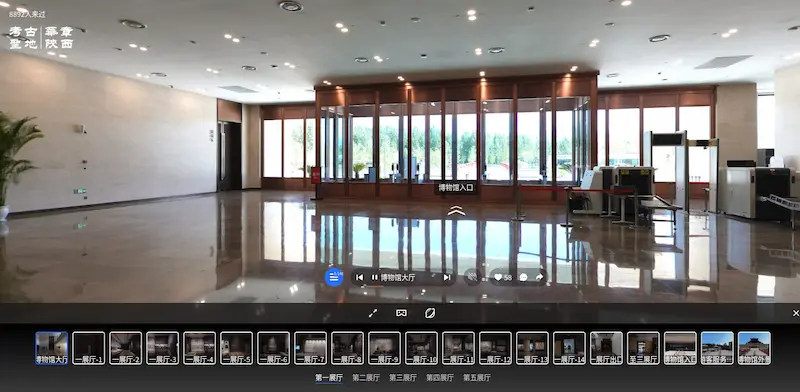 8892人来过
考古|华章
圣地|陕西
博物馆入口
博物馆大厅
58
博物馆大厅
一展厅-1
一展厅-2
一展厅-3
一展厅-4
一展厅-5
一展厅-6
一展厅-7
一展厅-8
一展厅-9
一展厅-10
一展厅-11
一展厅-12
一展厅-13
一展厅-14
一展厅出口
至三展厅
博物馆入口
游客服务
博物馆外景
第一展厅
第二展厅
第三展厅
第四展厅
第五展厅